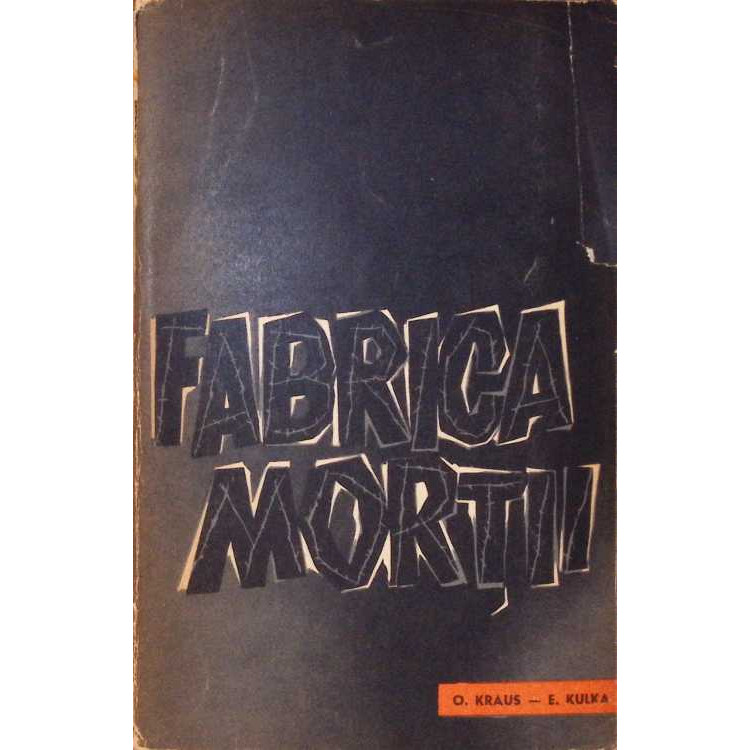 FABRICA
MORȚII
O. KRAUS — E. KULKA